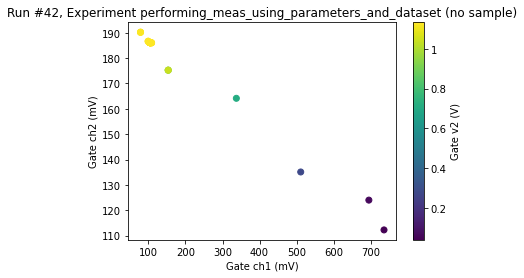 Run #42, Experiment performing_meas_using_parameters_and_dataset (no sample)
Gate ch2 (mV)
190
180
170
160
150
140
130
120
110
100 200 300 400 500 600 700
Gate ch1 (mV)
1
0.8
0.6
0.4
0.2
Gate v2 (V)